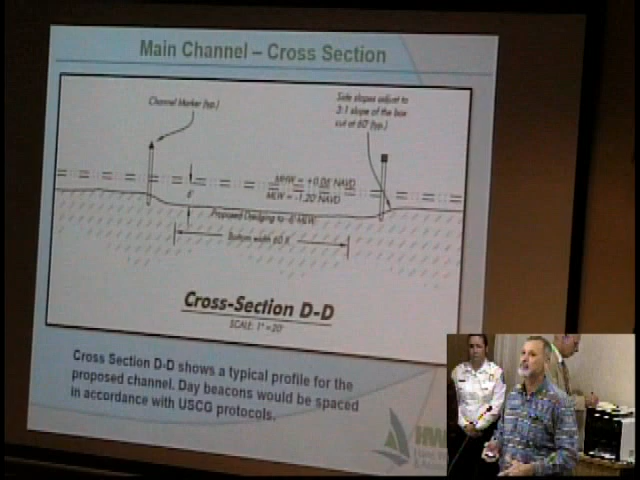 Main Channel – Cross Section
Channel Marker (typ.)
Side slopes adjust to
3:1 slope of the box
cut at 60' (typ.)
MHW = +0.06' NAVD
MLW = -1.20' NAVD
6'
Proposed Dredging to -6' MLW
Bottom width 60 ft.
Cross-Section D-D
SCALE: 1"=20'
Cross Section D-D shows a typical profile for the
proposed channel. Day beacons would be spaced
in accordance with USCG protocols.